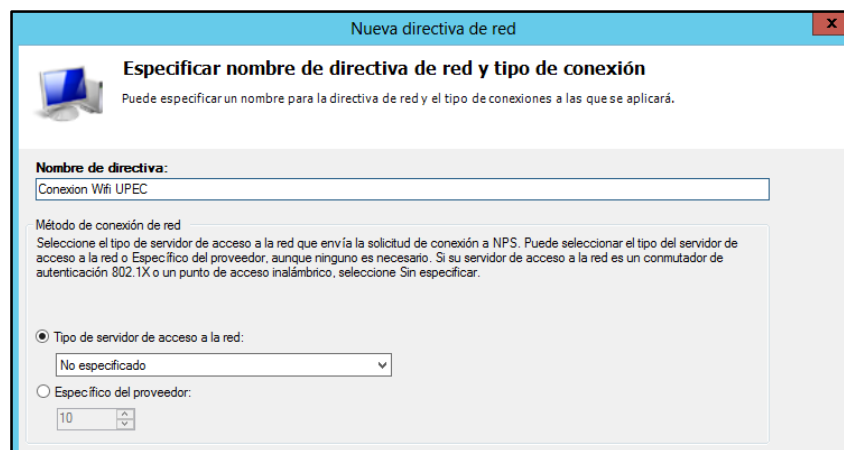 Nueva directiva de red
x
Especificar nombre de directiva de red y tipo de conexión
Puede especificar un nombre para la directiva de red y el tipo de conexiones a las que se aplicará.
Nombre de directiva:
Conexion Wifi UPEC
Método de conexión de red
Seleccione el tipo de servidor de acceso a la red que envía la solicitud de conexión a NPS. Puede seleccionar el tipo del servidor de
acceso a la red o Específico del proveedor, aunque ninguno es necesario. Si su servidor de acceso a la red es un conmutador de
autenticación 802.1X o un punto de acceso inalámbrico, seleccione Sin especificar.
Tipo de servidor de acceso a la red:
No especificado
Específico del proveedor:
10